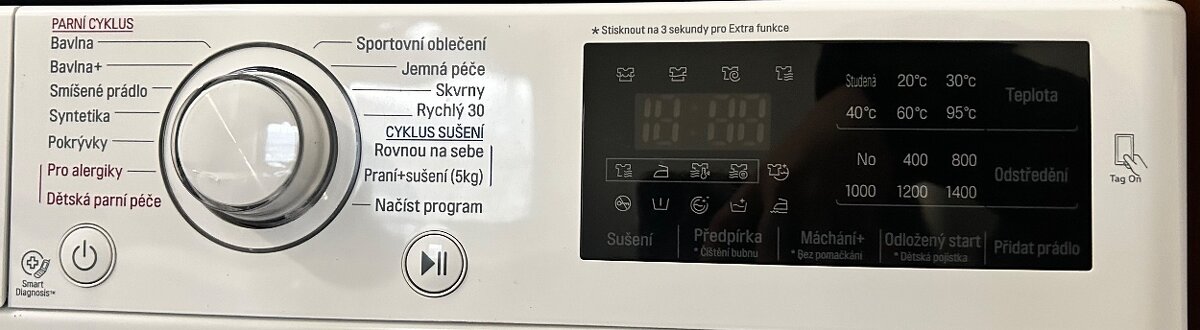 PARNÍ CYKLUS
Bavlna
Bavlna+
Smíšené prádlo
Syntetika
Pokrývky
Pro alergiky
Dětská parní péče
Smart
Diagnosis™
Sportovní oblečení
Jemná péče
Skvrny
Rychlý 30
CYKLUS SUŠENÍ
Rovnou na sebe
Praní+sušení (5kg)
Načíst program
* Stisknout na 3 sekundy pro Extra funkce
18:88
Studená 20°c 30°c
40°c 60°c 95°c
Teplota
No 400 800
1000 1200 1400
Odstředění
Sušení
Předpírka
* Čištění bubnu
Máchání+
* Bez pomačkání
Odložený start
* Dětská pojistka
Přidat prádlo
Tag On